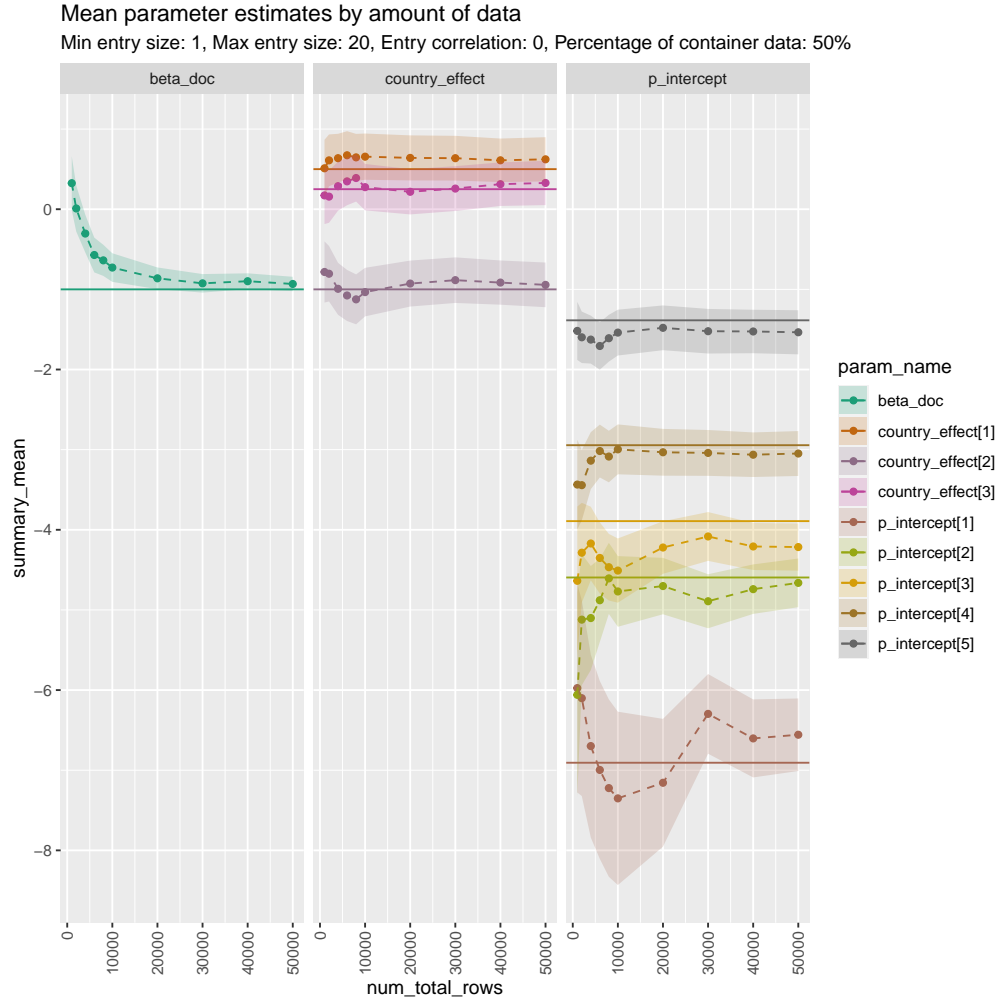 Mean parameter estimates by amount of data
Min entry size: 1, Max entry size: 20, Entry correlation: 0, Percentage of container data: 50%
beta_doc
country_effect
p_intercept
summary_mean
0
−2
−4
−6
−8
0
10000
20000
30000
40000
50000
0
10000
20000
30000
40000
50000
0
10000
20000
30000
40000
50000
num_total_rows
param_name
beta_doc
country_effect[1]
country_effect[2]
country_effect[3]
p_intercept[1]
p_intercept[2]
p_intercept[3]
p_intercept[4]
p_intercept[5]